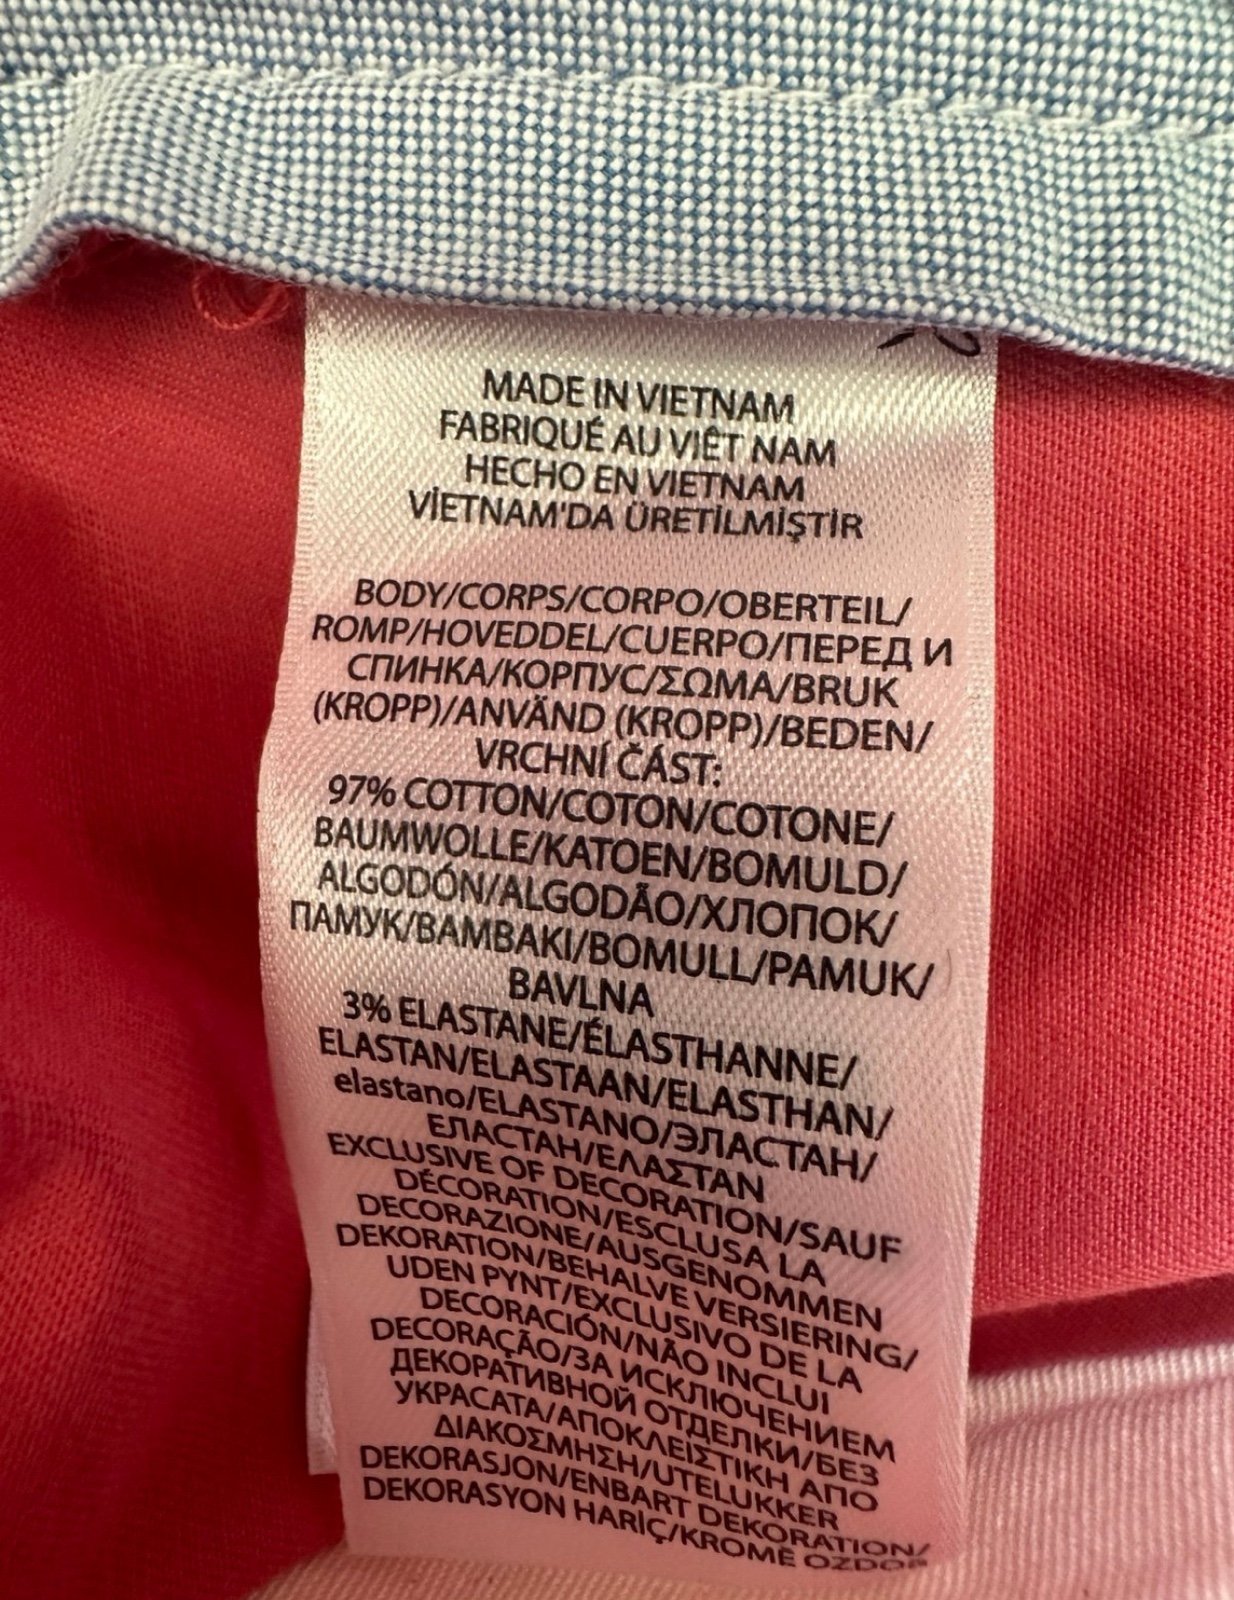 MADE IN VIETNAM
FABRIQUÉ AU VIÊT NAM
HECHO EN VIETNAM
VİETNAM'DA ÜRETİLMİŞTİR
BODY/CORPS/CORPO/OBERTEIL/
ROMP/HOVEDDEL/CUERPO/ПЕРЕД И
СПИНКА/КОРПУС/ΣΩΜΑ/BRUK
(KROPP)/ANVÄND (KROPP)/BEDEN/
VRCHNÍ ČÁST:
97% COTTON/COTON/COTONE/
BAUMWOLLE/KATOEN/BOMULD/
ALGODÓN/ALGODÃO/ХЛОПОК/
ПАМУК/ΒΑΜΒΑΚΙ/BOMULL/PAMUK/
BAVLNA
3% ELASTANE/ÉLASTHANNE/
ELASTAN/ELASTAAN/ELASTHAN/
elastano/ELASTANO/ЭЛАСТАН/
ЕЛАСТАН/ΕΛΑΣΤΑΝ
EXCLUSIVE OF DECORATION/SAUF
DÉCORATION/ESCLUSA LA
DECORAZIONE/AUSGENOMMEN
DEKORATION/BEHALVE VERSIERING/
UDEN PYNT/EXCLUSIVO DE LA
DECORACIÓN/NÃO INCLUI
DECORAÇÃO/ЗА ИСКЛЮЧЕНИЕМ
ДЕКОРАТИВНОЙ ОТДЕЛКИ/БЕЗ
УКРАСАТА/ΑΠΟΚΛΕΙΣΤΙΚΗ ΑΠΟ
ΔΙΑΚΟΣΜΗΣΗ/UTELUKKER
DEKORASJON/ENBART DEKORATION/
DEKORASYON HARİÇ/KROMĚ OZDOB